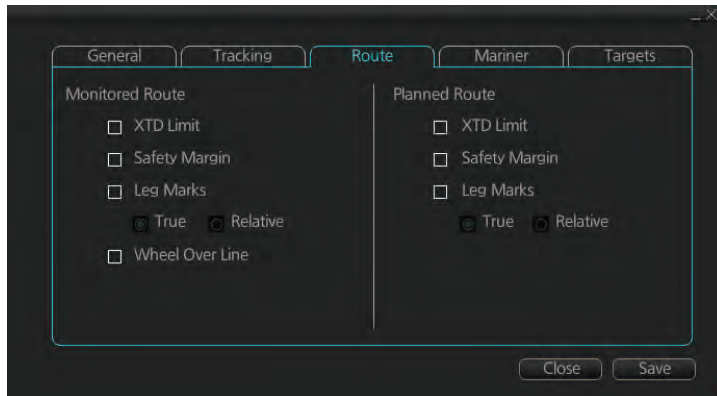 General Tracking Route Mariner Targets
Monitored Route
XTD Limit
Safety Margin
Leg Marks
True Relative
Wheel Over Line
Planned Route
XTD Limit
Safety Margin
Leg Marks
True Relative
Close Save